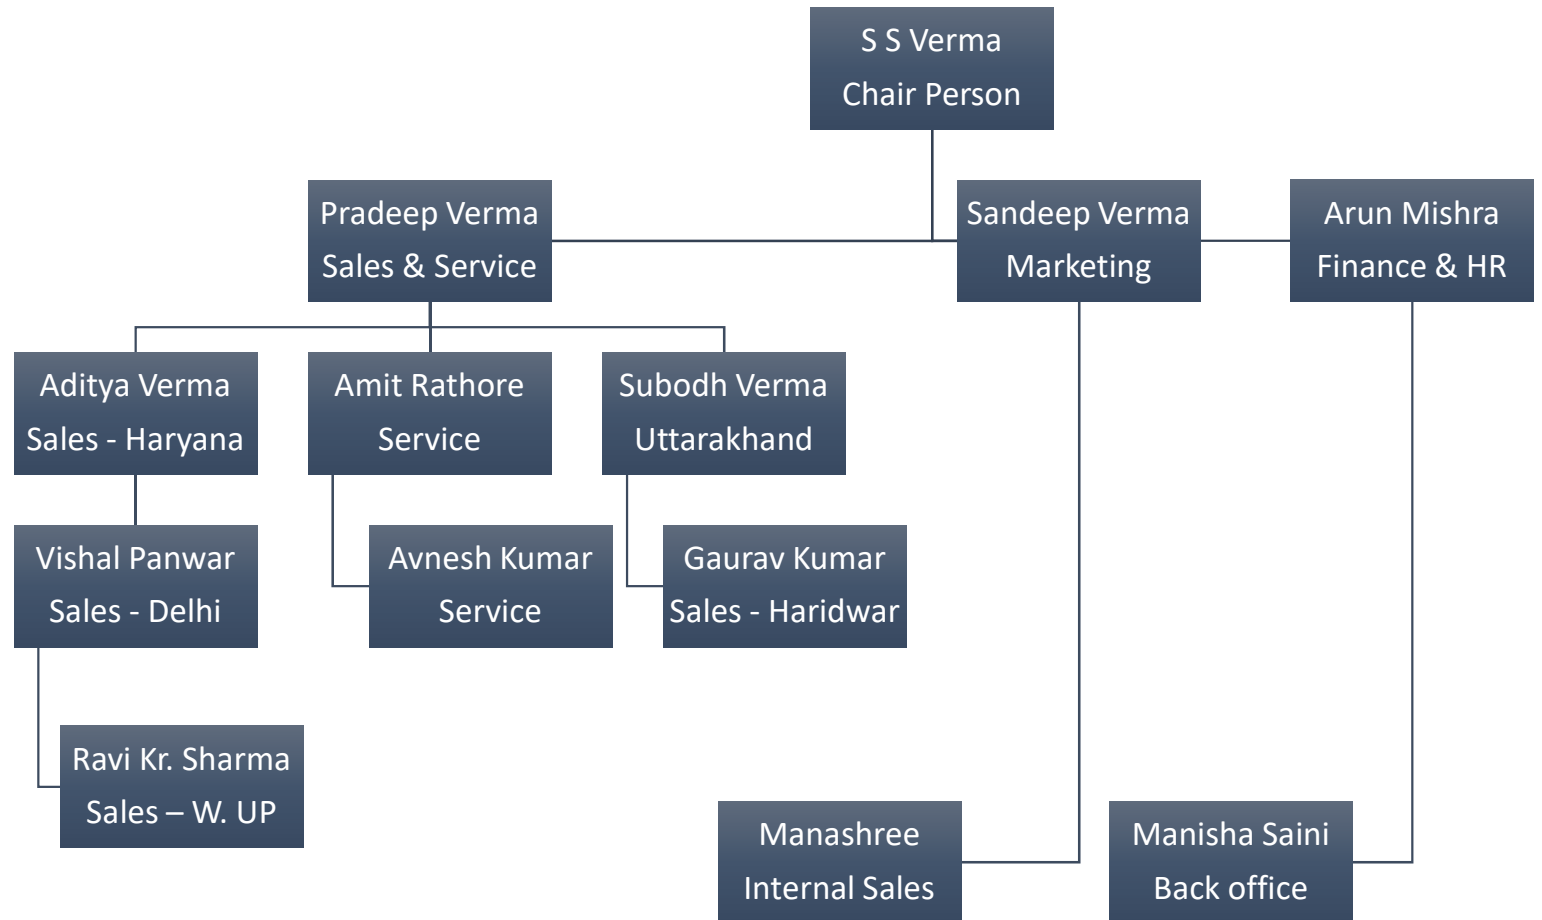 S S Verma
Chair Person
Pradeep Verma
Sales & Service
Sandeep Verma
Marketing
Arun Mishra
Finance & HR
Aditya Verma
Sales - Haryana
Amit Rathore
Service
Subodh Verma
Uttarakhand
Vishal Panwar
Sales - Delhi
Avnesh Kumar
Service
Gaurav Kumar
Sales - Haridwar
Ravi Kr. Sharma
Sales – W. UP
Manashree
Internal Sales
Manisha Saini
Back office